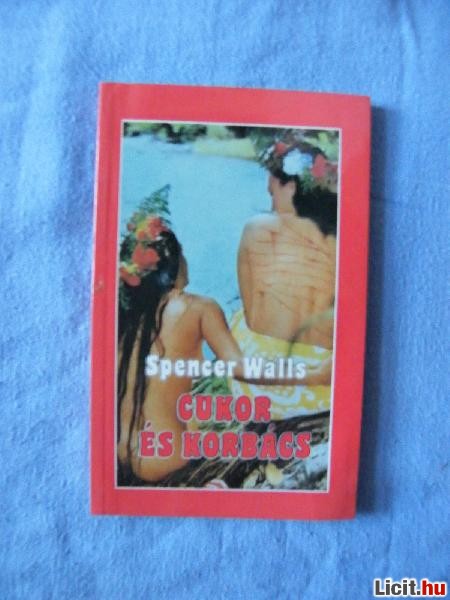 Spencer Walls
CUKOR
ÉS KORBÁCS
Licit.hu